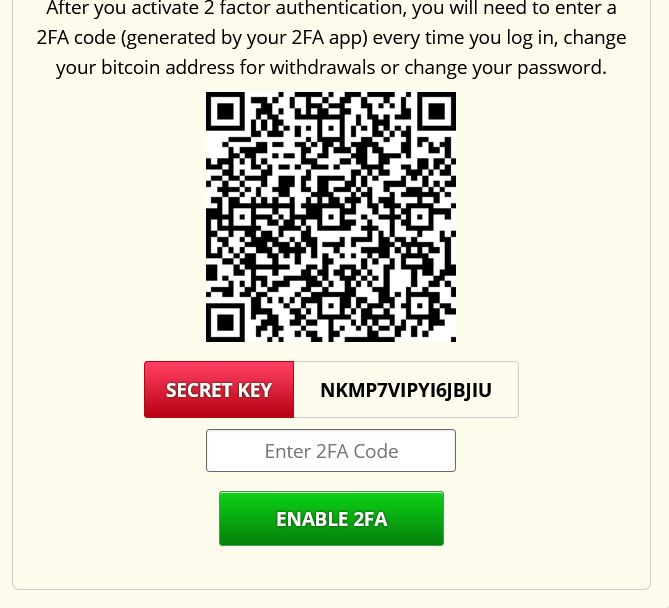 After you activate 2 factor authentication, you will need to enter a
2FA code (generated by your 2FA app) every time you log in, change
your bitcoin address for withdrawals or change your password.
SECRET KEY NKMP7VIPYI6JBJIU
Enter 2FA Code
ENABLE 2FA